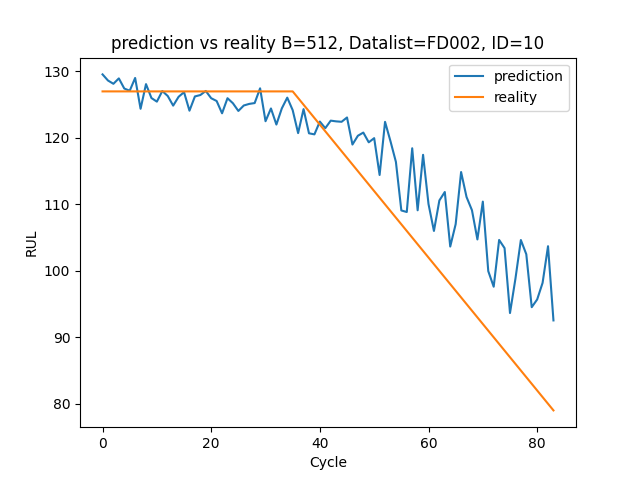 prediction vs reality B=512, Datalist=FD002, ID=10
prediction
reality
130
120
110
100
90
80
RUL
0 20 40 60 80
Cycle